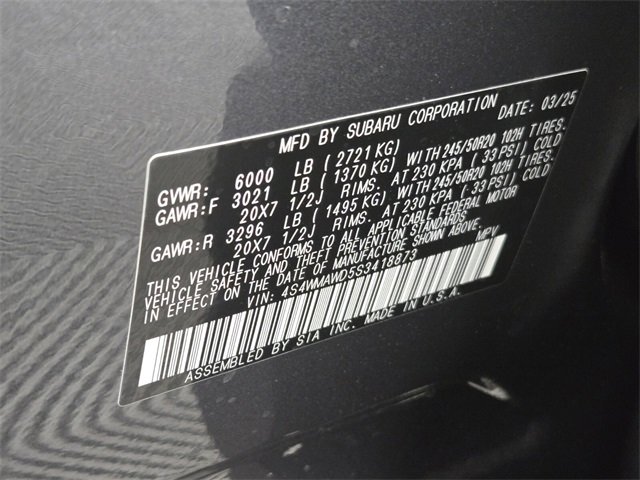 MFD BY SUBARU CORPORATION DATE: 03/25
GVWR: 6000 LB ( 2721 KG)
GAWR:F 3021 LB ( 1370 KG) WITH 245/50R20 102H TIRES.
20X7 1/2J RIMS. AT 230 KPA ( 33 PSI) COLD
GAWR:R 3296 LB ( 1495 KG) WITH 245/50R20 102H TIRES.
20X7 1/2J RIMS. AT 230 KPA ( 33 PSI) COLD
THIS VEHICLE CONFORMS TO ALL APPLICABLE FEDERAL MOTOR
VEHICLE SAFETY AND THEFT PREVENTION STANDARDS
IN EFFECT ON THE DATE OF MANUFACTURE SHOWN ABOVE.
VIN: 4S4WMAWD5S3418873 MPV
ASSEMBLED BY SIA INC. MADE IN U.S.A.